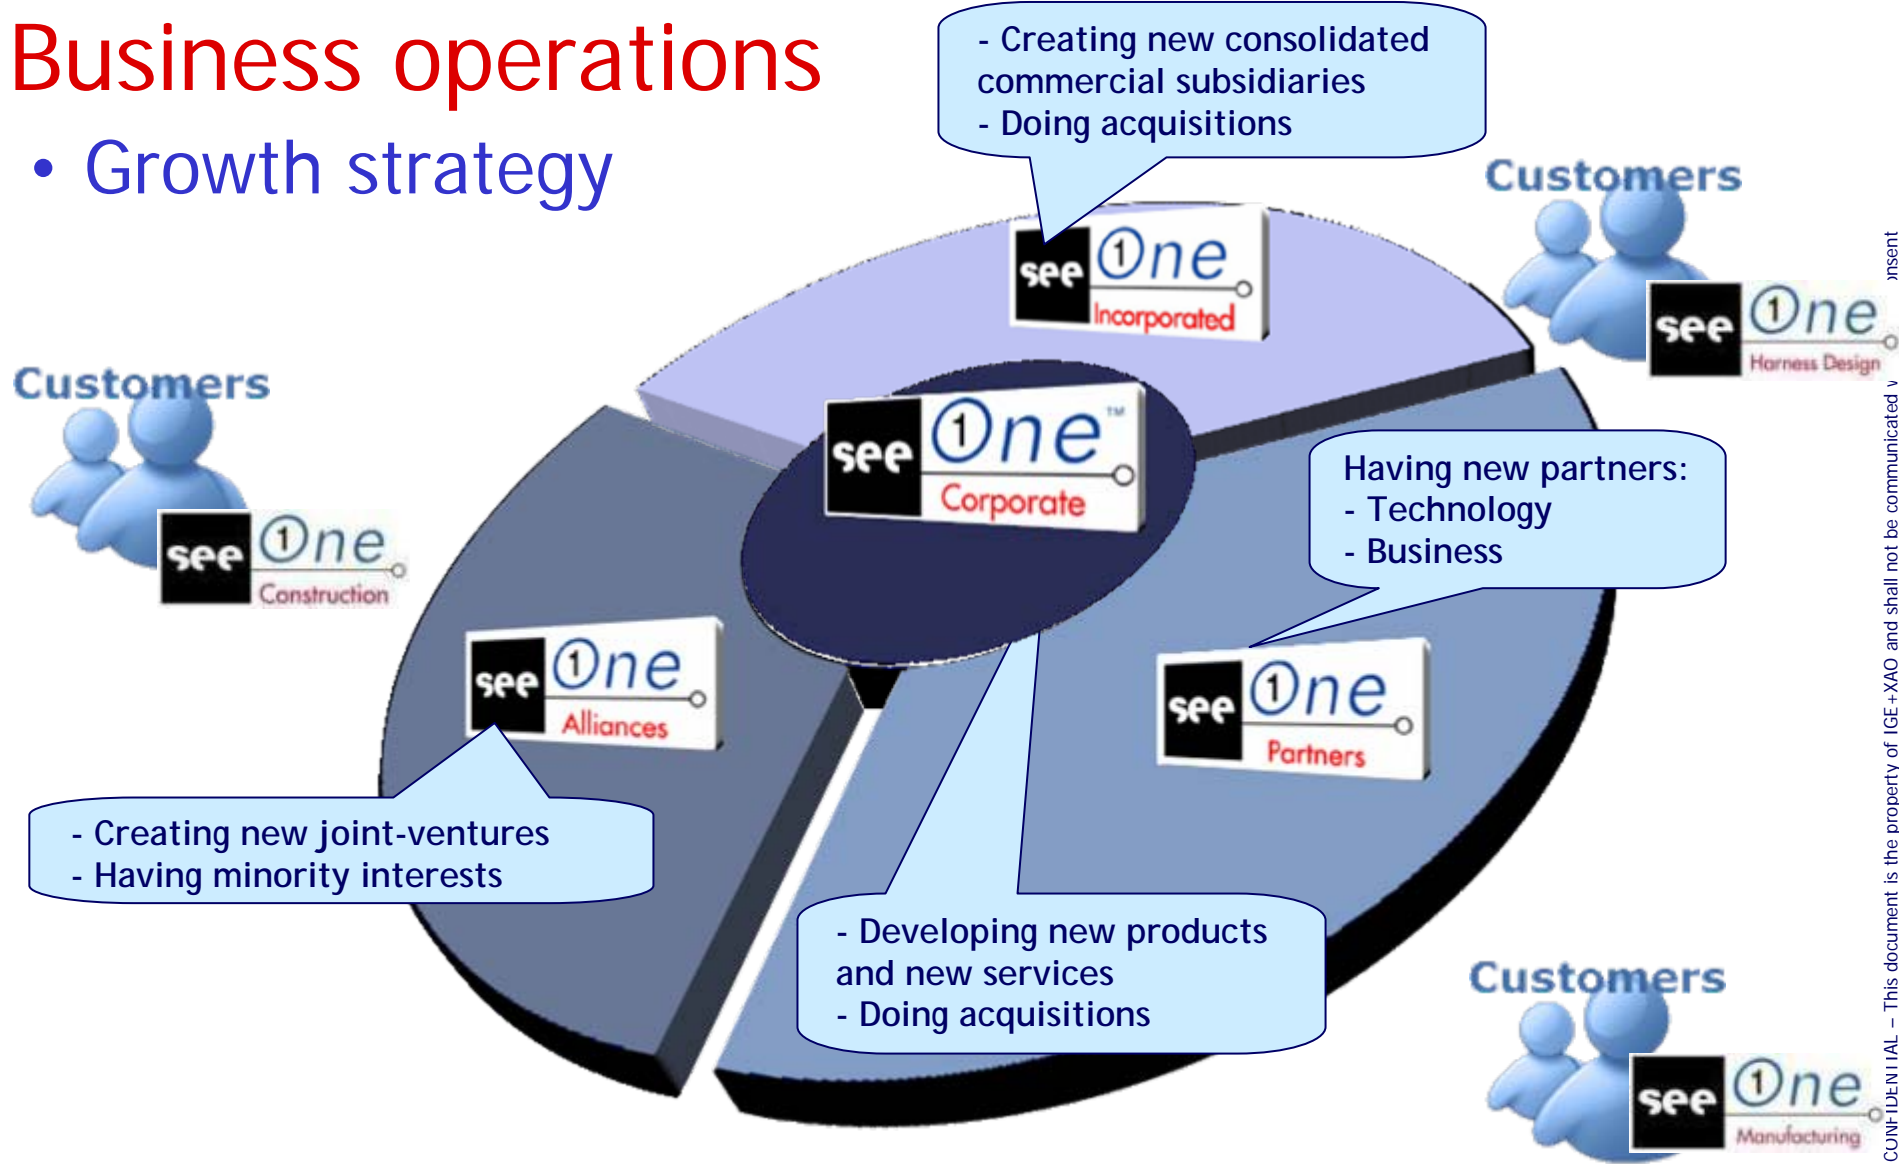 Business operations
• Growth strategy
- Creating new consolidated
commercial subsidiaries
- Doing acquisitions
Customers
see One
Harness Design
see One
Incorporated
Customers
see One
Construction
see One™
Corporate
Having new partners:
- Technology
- Business
see One
Alliances
see One
Partners
- Creating new joint-ventures
- Having minority interests
- Developing new products
and new services
- Doing acquisitions
Customers
see One
Manufacturing
CONFIDENTIAL – This document is the property of IGE+XAO and shall not be communicated